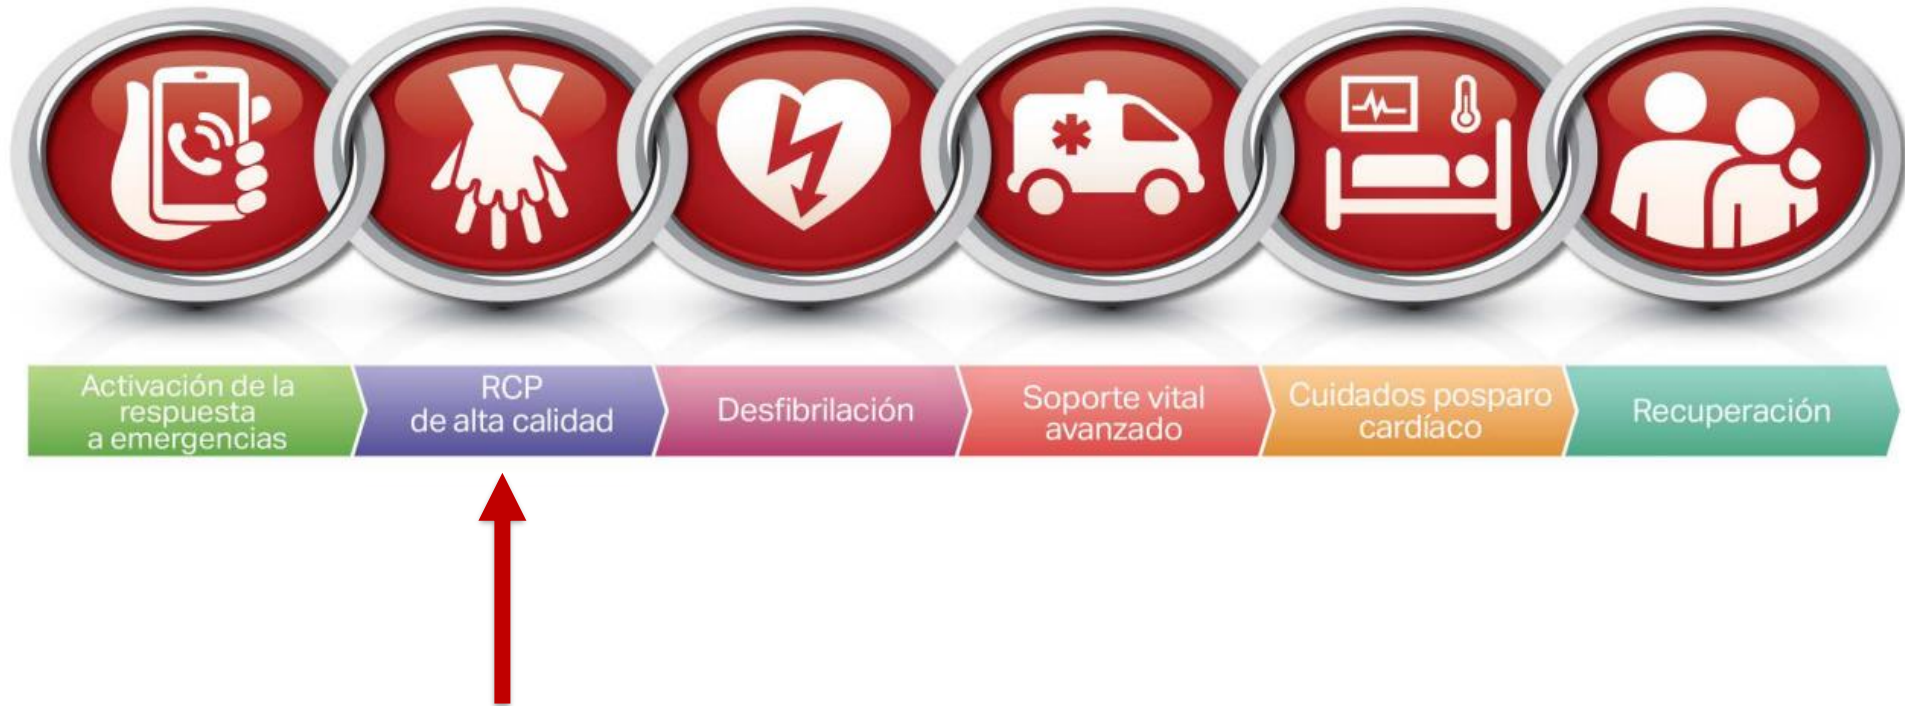 Activación de la
respuesta
a emergencias
RCP
de alta calidad
Desfibrilación
Soporte vital
avanzado
Cuidados posparo
cardíaco
Recuperación